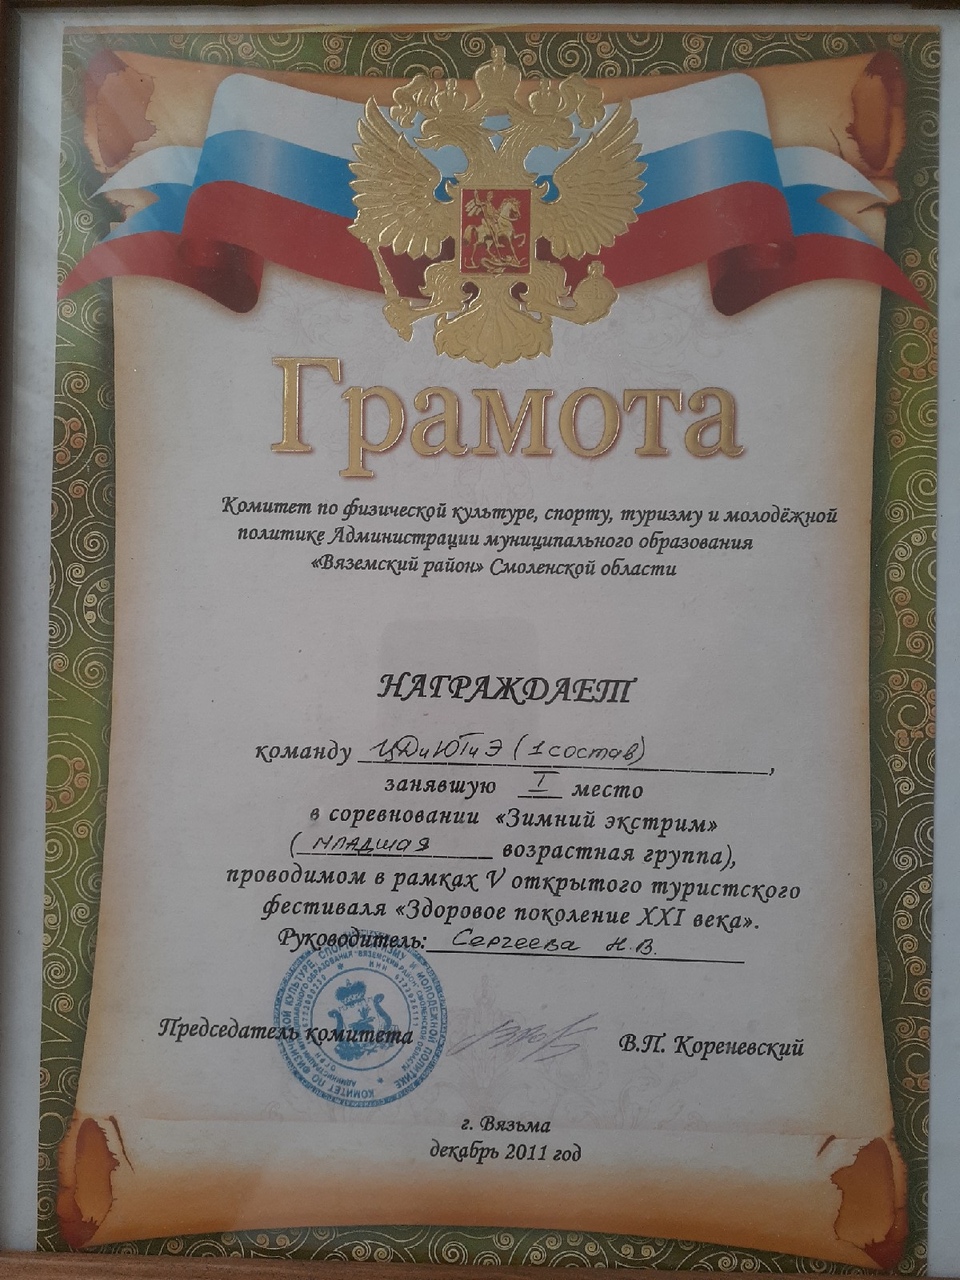 Грамота
Комитет по физической культуре, спорту, туризму и молодёжной
политике Администрации муниципального образования
«Вяземский район» Смоленской области
НАГРАЖДАЕТ
команду ЦДиЮТиЭ (1 состав),
занявшую I место
в соревновании «Зимний экстрим»
(младшая возрастная группа),
проводимом в рамках V открытого туристского
фестиваля «Здоровое поколение XXI века».
Руководитель: Сергеева Н.В.
Председатель комитета В.П. Кореневский
г. Вязьма
декабрь 2011 год